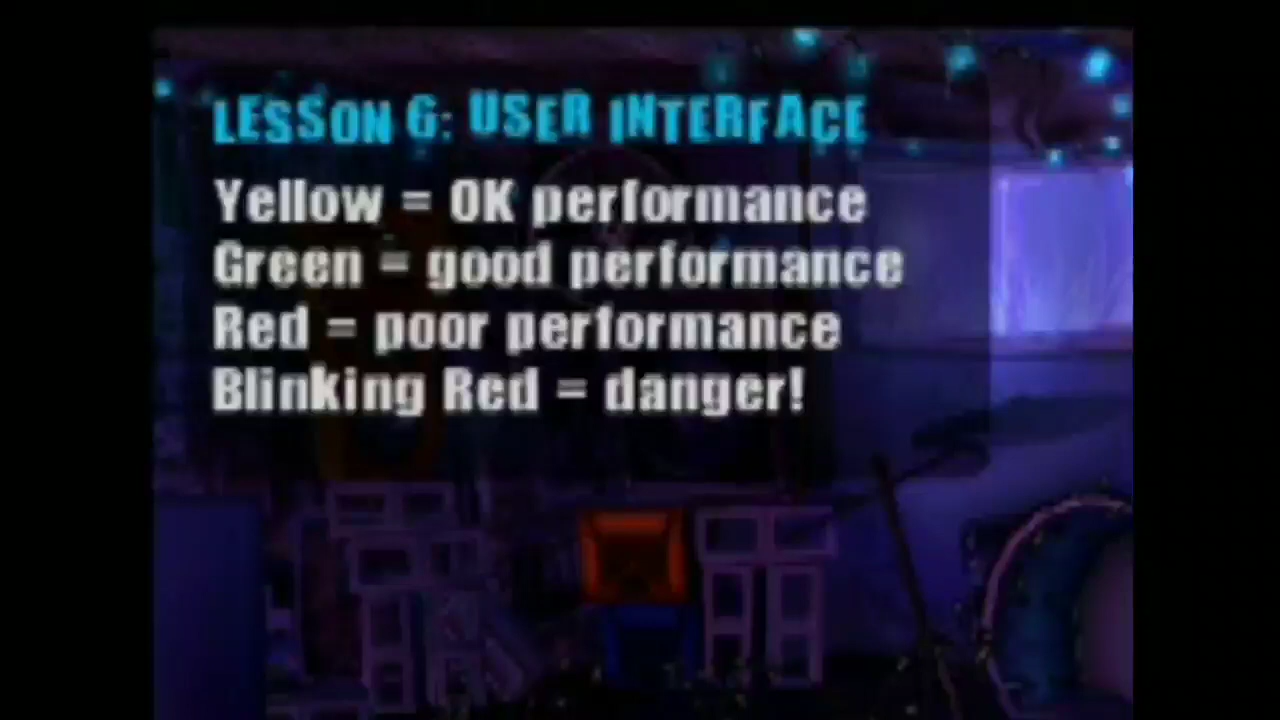 LESSON 6: USER INTERFACE
Yellow = OK performance
Green = good performance
Red = poor performance
Blinking Red = danger!